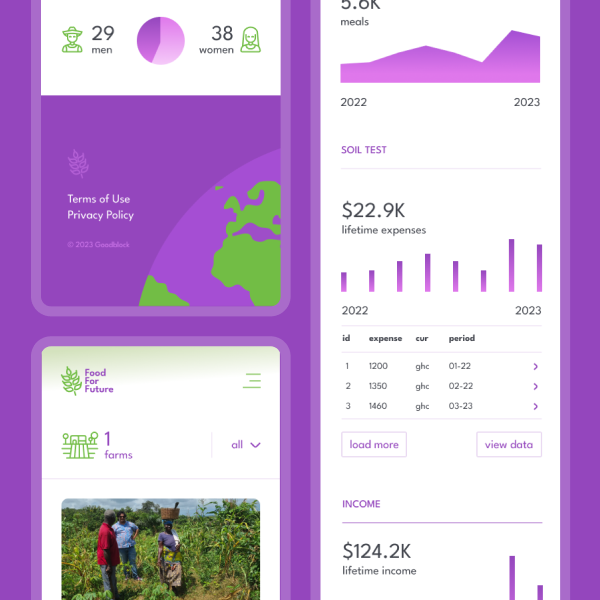 29
men
38
women
Terms of Use
Privacy Policy
© 2023 Goodblock
Food
For
Future
1
farms
all
5.6K
meals
2022 2023
SOIL TEST
$22.9K
lifetime expenses
2022 2023
id expense cur period
1 1200 ghc 01-22
2 1350 ghc 02-22
3 1460 ghc 03-23
load more view data
INCOME
$124.2K
lifetime income